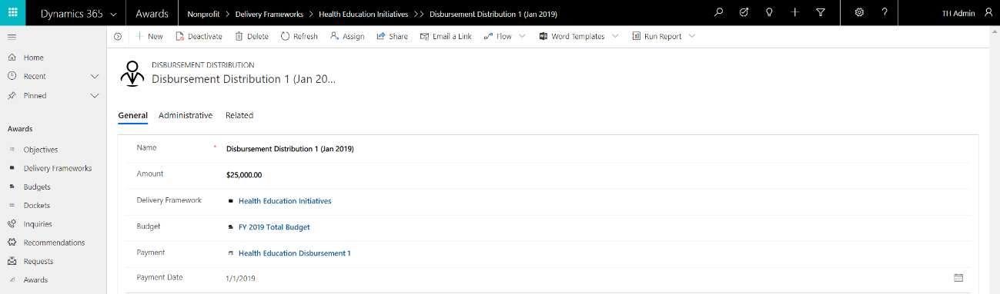 Dynamics 365 Awards Nonprofit > Delivery Frameworks > Health Education Initiatives >> Disbursement Distribution 1 (Jan 2019) TH Admin
New Deactivate Delete Refresh Assign Share Email a Link Flow Word Templates Run Report
Home
Recent
Pinned
Awards
Objectives
Delivery Frameworks
Budgets
Dockets
Inquiries
Recommendations
Requests
Awards
DISBURSEMENT DISTRIBUTION
Disbursement Distribution 1 (Jan 20...
General Administrative Related
Name * Disbursement Distribution 1 (Jan 2019)
Amount $25,000.00
Delivery Framework Health Education Initiatives
Budget FY 2019 Total Budget
Payment Health Education Disbursement 1
Payment Date 1/1/2019